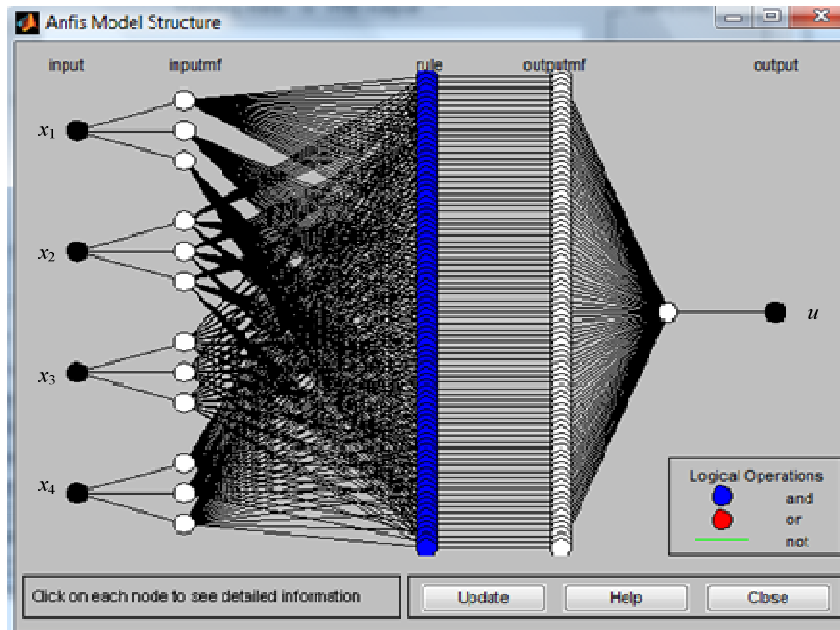 Anfis Model Structure
input inputmf rule outputmf output
x1
x2
x3
x4
u
Logical Operations
and
or
not
Click on each node to see detailed information
Update Help Close